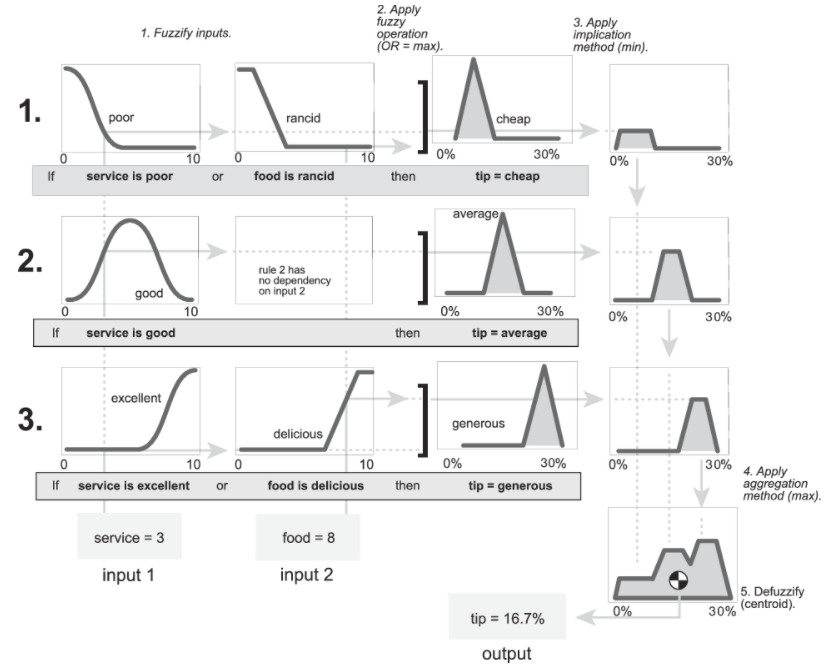 1. Fuzzify inputs.
2. Apply
fuzzy
operation
(OR = max).
3. Apply
implication
method (min).
1.
poor
rancid
cheap
0
10
0
10
0%
30%
0%
30%
If service is poor or food is rancid then tip = cheap
2.
good
rule 2 has
no dependency
on input 2
average
0
10
0%
30%
0%
30%
If service is good then tip = average
3.
excellent
delicious
generous
0
10
0
10
0%
30%
0%
30%
If service is excellent or food is delicious then tip = generous
4. Apply
aggregation
method (max).
service = 3
input 1
food = 8
input 2
0%
30%
5. Defuzzify
(centroid).
tip = 16.7%
output